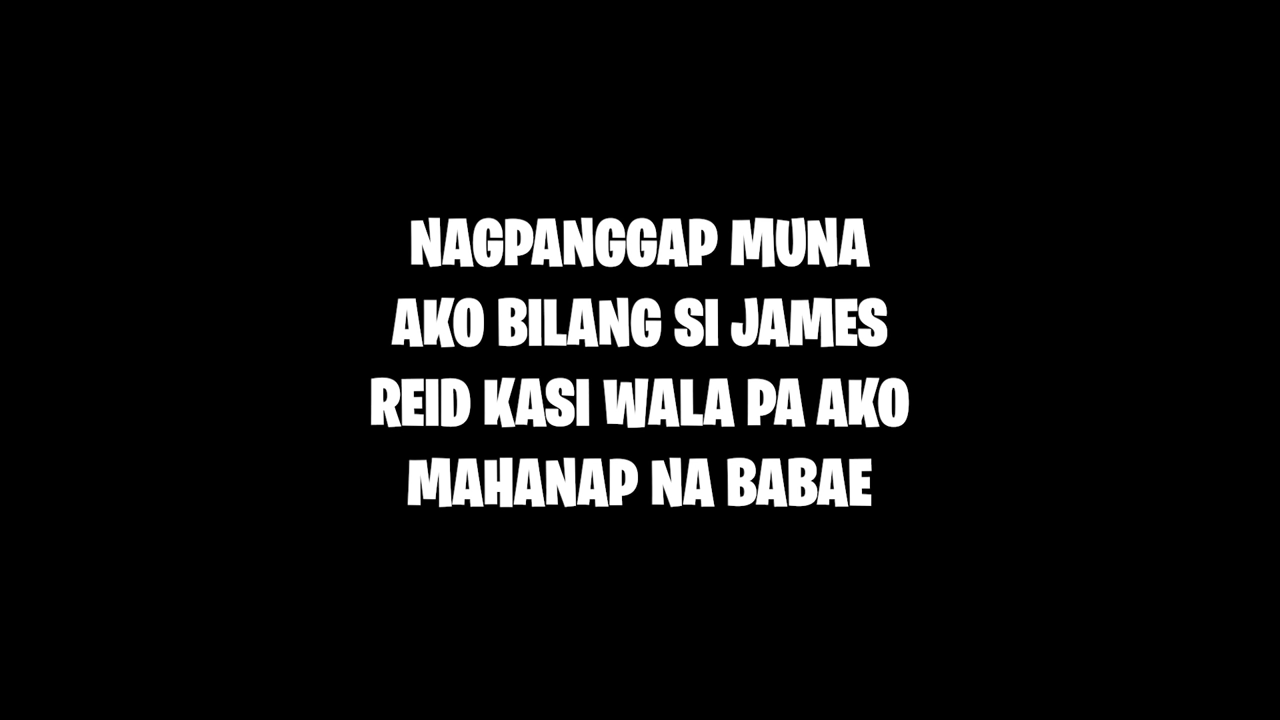 NAGPANGGAP MUNA
AKO BILANG SI JAMES
REID KASI WALA PA AKO
MAHANAP NA BABAE